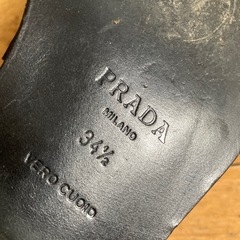 PRADA
MILANO
34½
VERO CUOIO